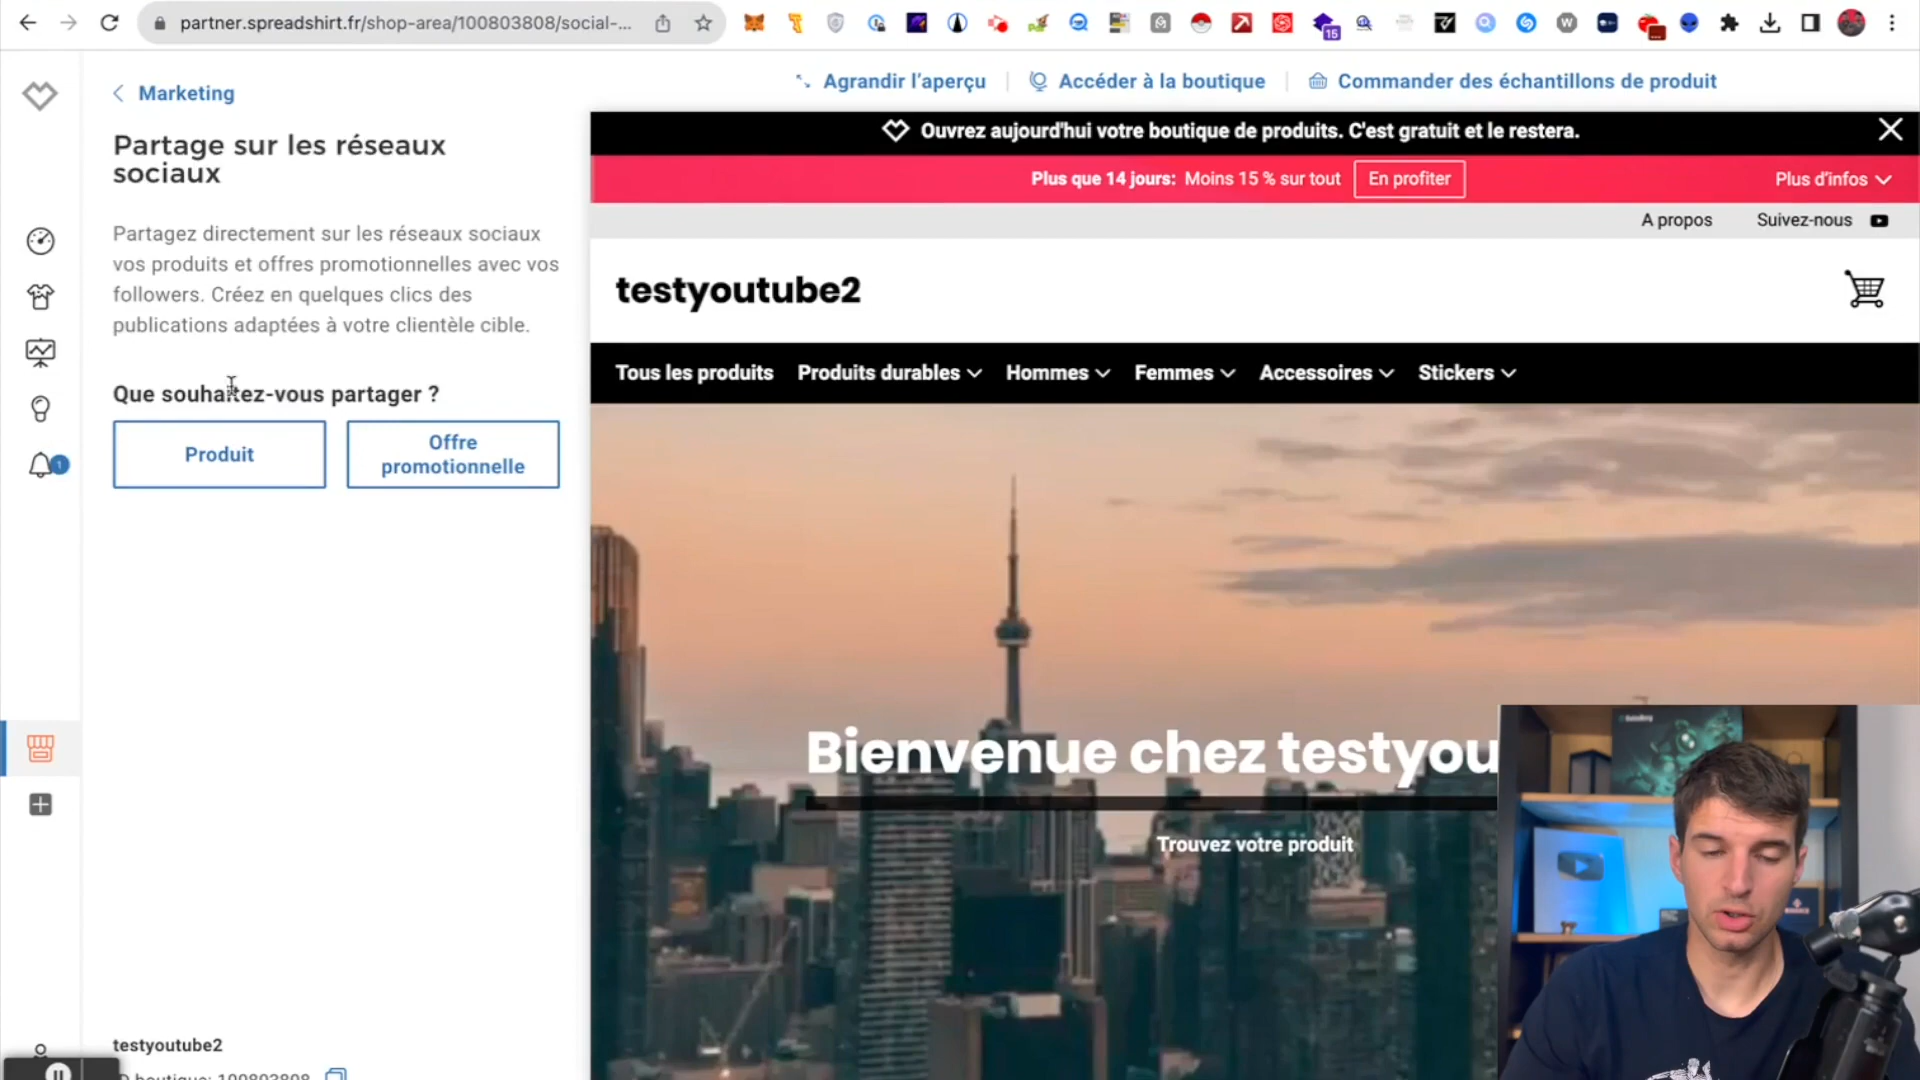 partner.spreadshirt.fr/shop-area/100803808/social-...
15
Marketing
Agrandir l'aperçu
Accéder à la boutique
Commander des échantillons de produit
Partage sur les réseaux
sociaux
Partagez directement sur les réseaux sociaux
vos produits et offres promotionnelles avec vos
followers. Créez en quelques clics des
publications adaptées à votre clientèle cible.
Que souhaitez-vous partager ?
Produit
Offre
promotionnelle
1
testyoutube2
ID boutique: 100803808
Ouvrez aujourd'hui votre boutique de produits. C'est gratuit et le restera.
Plus que 14 jours: Moins 15 % sur tout
En profiter
Plus d'infos
A propos
Suivez-nous
testyoutube2
Tous les produits
Produits durables
Hommes
Femmes
Accessoires
Stickers
Bienvenue chez testyou
Trouvez votre produit